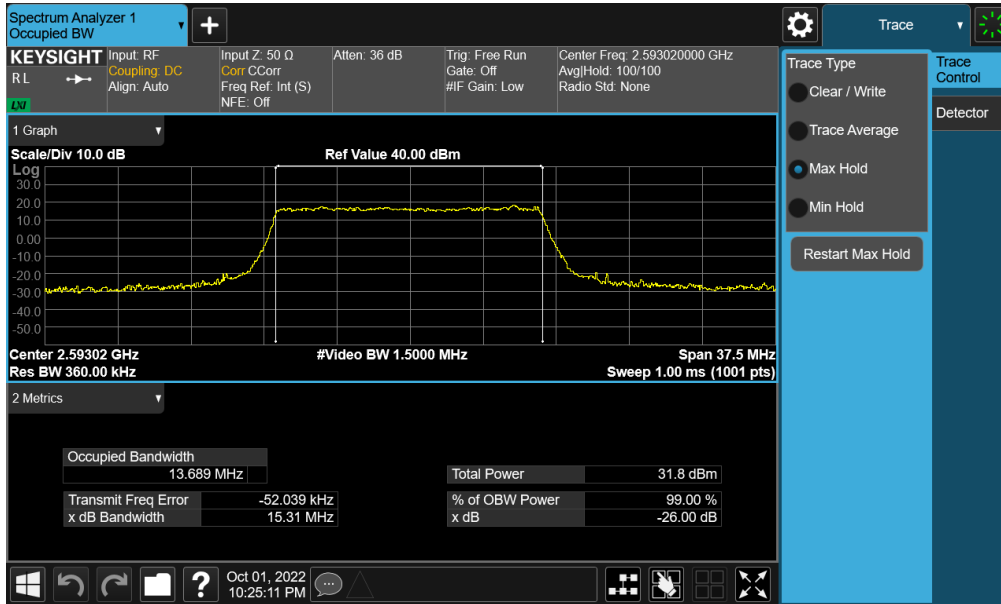 Spectrum Analyzer 1
Occupied BW
+
Trace
KEYSIGHT
R L
LXI
Input: RF
Coupling: DC
Align: Auto
Input Z: 50 Ω
Corr CCorr
Freq Ref: Int (S)
NFE: Off
Atten: 36 dB
Trig: Free Run
Gate: Off
#IF Gain: Low
Center Freq: 2.593020000 GHz
Avg|Hold: 100/100
Radio Std: None
Trace Type
Clear / Write
Trace Average
Max Hold
Min Hold
Restart Max Hold
Trace
Control
Detector
1 Graph
Scale/Div 10.0 dB
Ref Value 40.00 dBm
Log
30.0
20.0
10.0
0.00
-10.0
-20.0
-30.0
-40.0
-50.0
Center 2.59302 GHz
#Video BW 1.5000 MHz
Span 37.5 MHz
Res BW 360.00 kHz
Sweep 1.00 ms (1001 pts)
2 Metrics
Occupied Bandwidth
13.689 MHz
Total Power 31.8 dBm
Transmit Freq Error -52.039 kHz
% of OBW Power 99.00 %
x dB Bandwidth 15.31 MHz
x dB -26.00 dB
?
Oct 01, 2022
10:25:11 PM